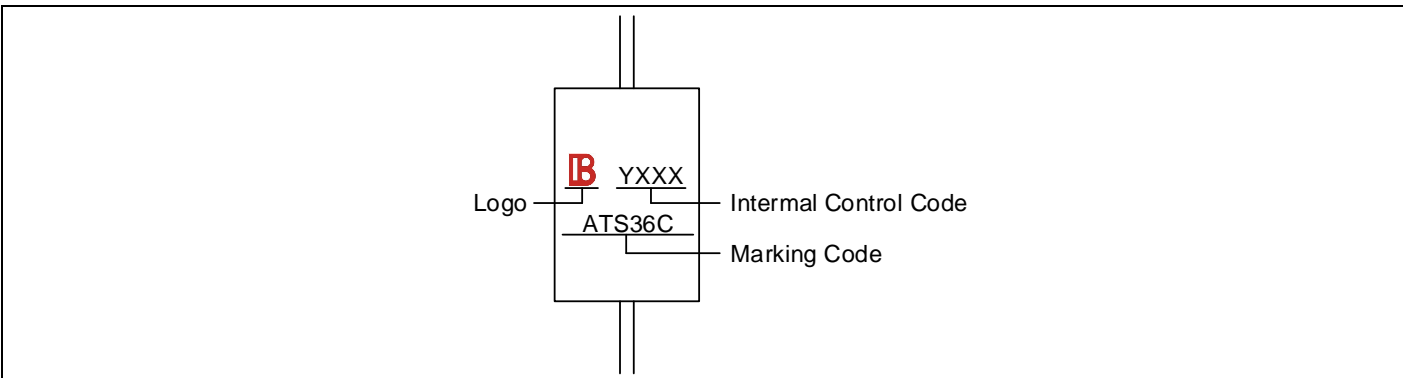 B YXXX
Logo
Intermal Control Code
ATS36C
Marking Code